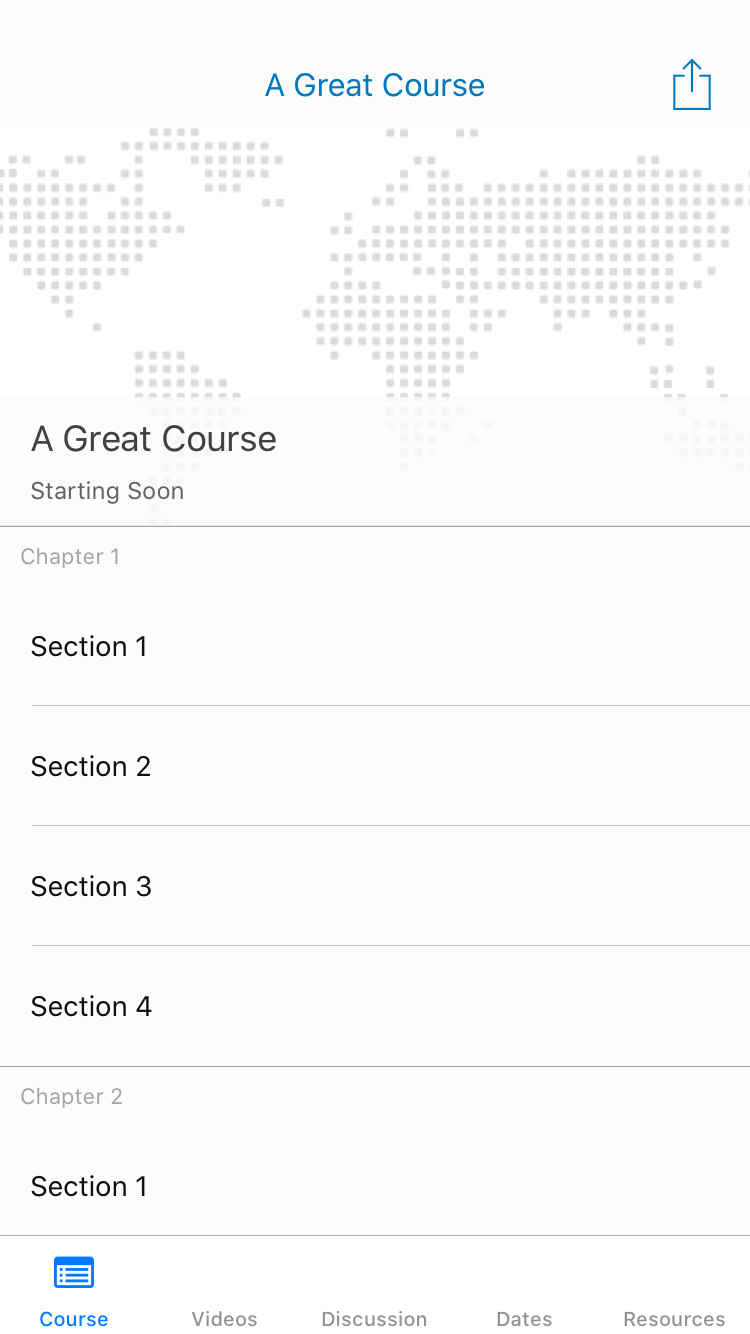 A Great Course
A Great Course
Starting Soon
Chapter 1
Section 1
Section 2
Section 3
Section 4
Chapter 2
Section 1
Course Videos Discussion Dates Resources